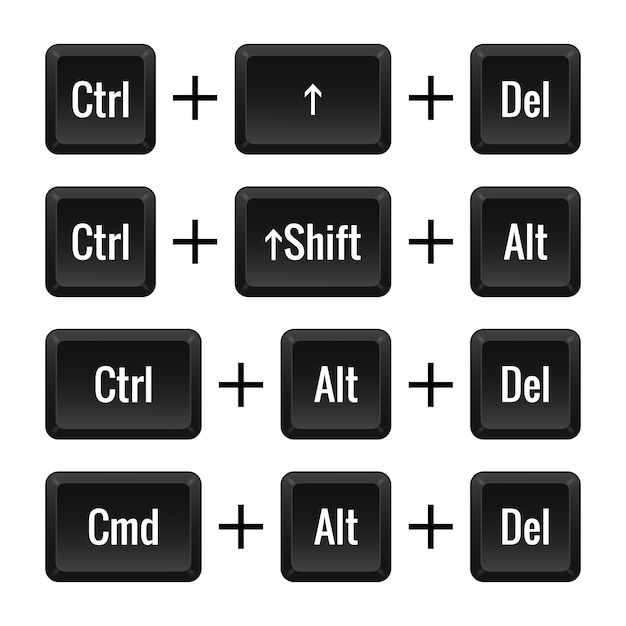 Ctrl + ↑ + Del
Ctrl + ↑Shift + Alt
Ctrl + Alt + Del
Cmd + Alt + Del